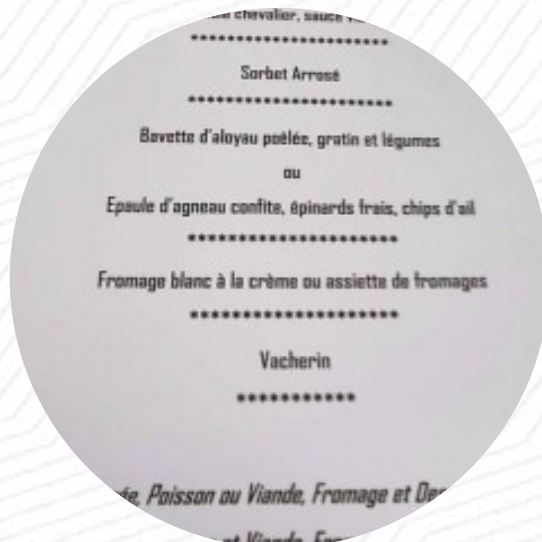 chevalier, sauce
**********************
Sorbet Arrosé
**********************
Bavette d'aloyau poêlée, gratin et légumes
ou
Epaule d'agneau confite, épinards frais, chips d'ail
**********************
Fromage blanc à la crème ou assiette de fromages
**********************
Vacherin
***********
Poisson ou Viande, Fromage et
et Viande,